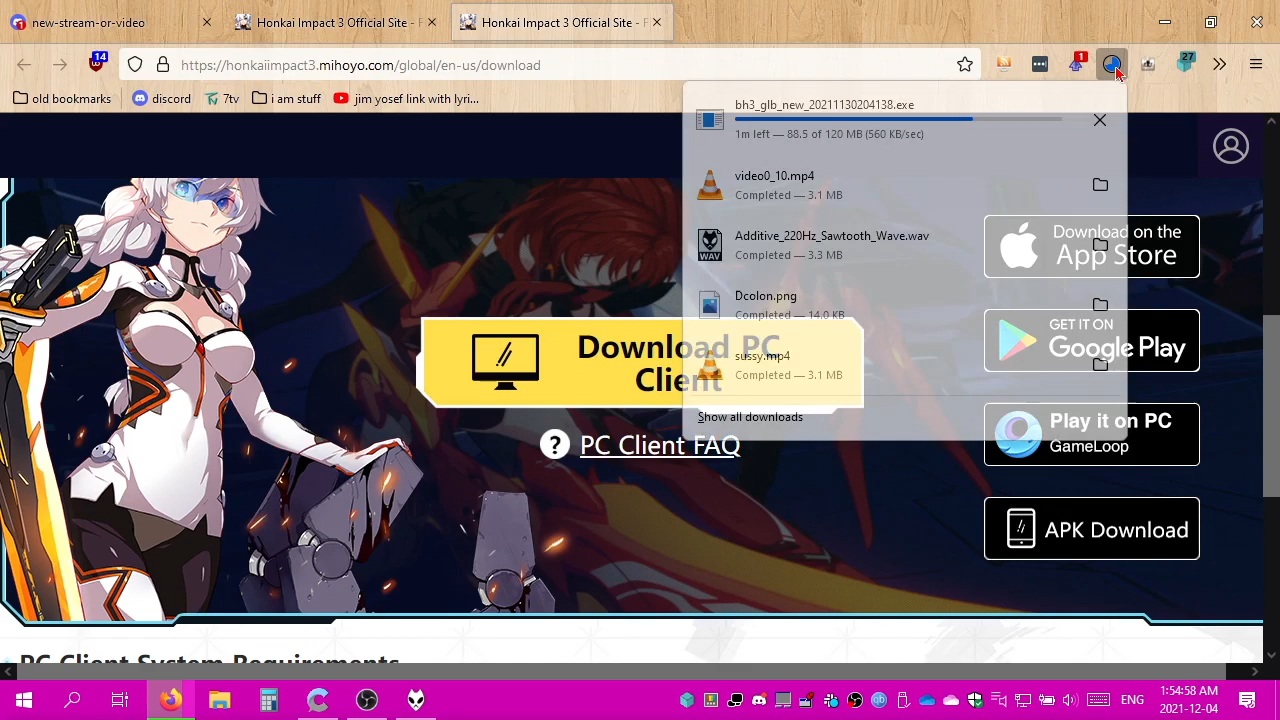 new-stream-or-video
Honkai Impact 3 Official Site - F
Honkai Impact 3 Official Site - F
14
https://honkaiimpact3.mihoyo.com/global/en-us/download
1
27
old bookmarks
discord
7tv
i am stuff
jim yosef link with lyri...
bh3_glb_new_20211130204138.exe
1m left — 88.5 of 120 MB (560 KB/sec)
video0_10.mp4
Completed — 3.1 MB
Additive_220Hz_Sawtooth_Wave.wav
WAV
Completed — 3.3 MB
Dcolon.png
Completed — 14.0 KB
sussy.mp4
Completed — 3.1 MB
Show all downloads
Download PC
Client
? PC Client FAQ
Download on the
App Store
GET IT ON
Google Play
Play it on PC
GameLoop
APK Download
PC Client System Requirements
ENG
1:54:58 AM
2021-12-04